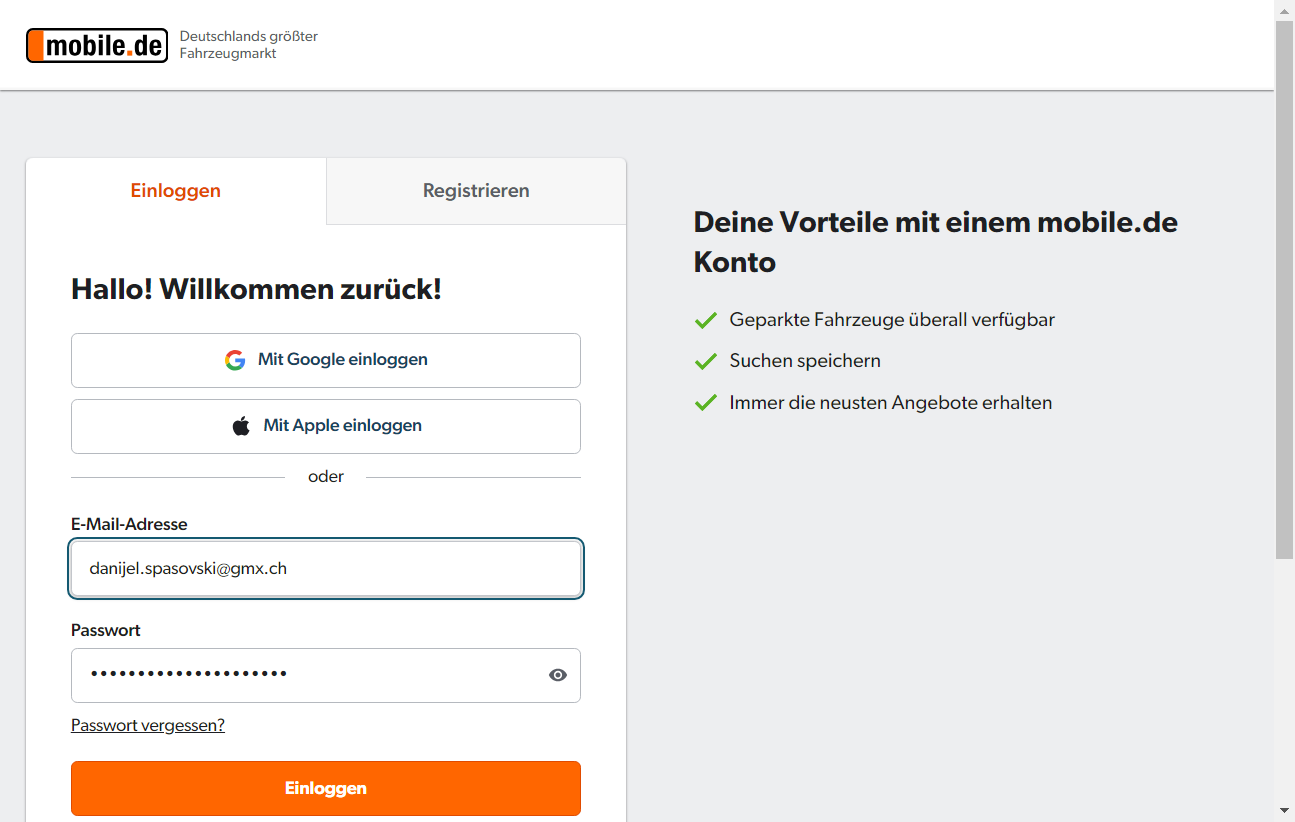 mobile.de
Deutschlands größter
Fahrzeugmarkt
Einloggen
Registrieren
Hallo! Willkommen zurück!
Mit Google einloggen
Mit Apple einloggen
oder
E-Mail-Adresse
danijel.spasovski@gmx.ch
Passwort
•••••••••••••••••••••
Passwort vergessen?
Einloggen
Deine Vorteile mit einem mobile.de
Konto
Geparkte Fahrzeuge überall verfügbar
Suchen speichern
Immer die neusten Angebote erhalten